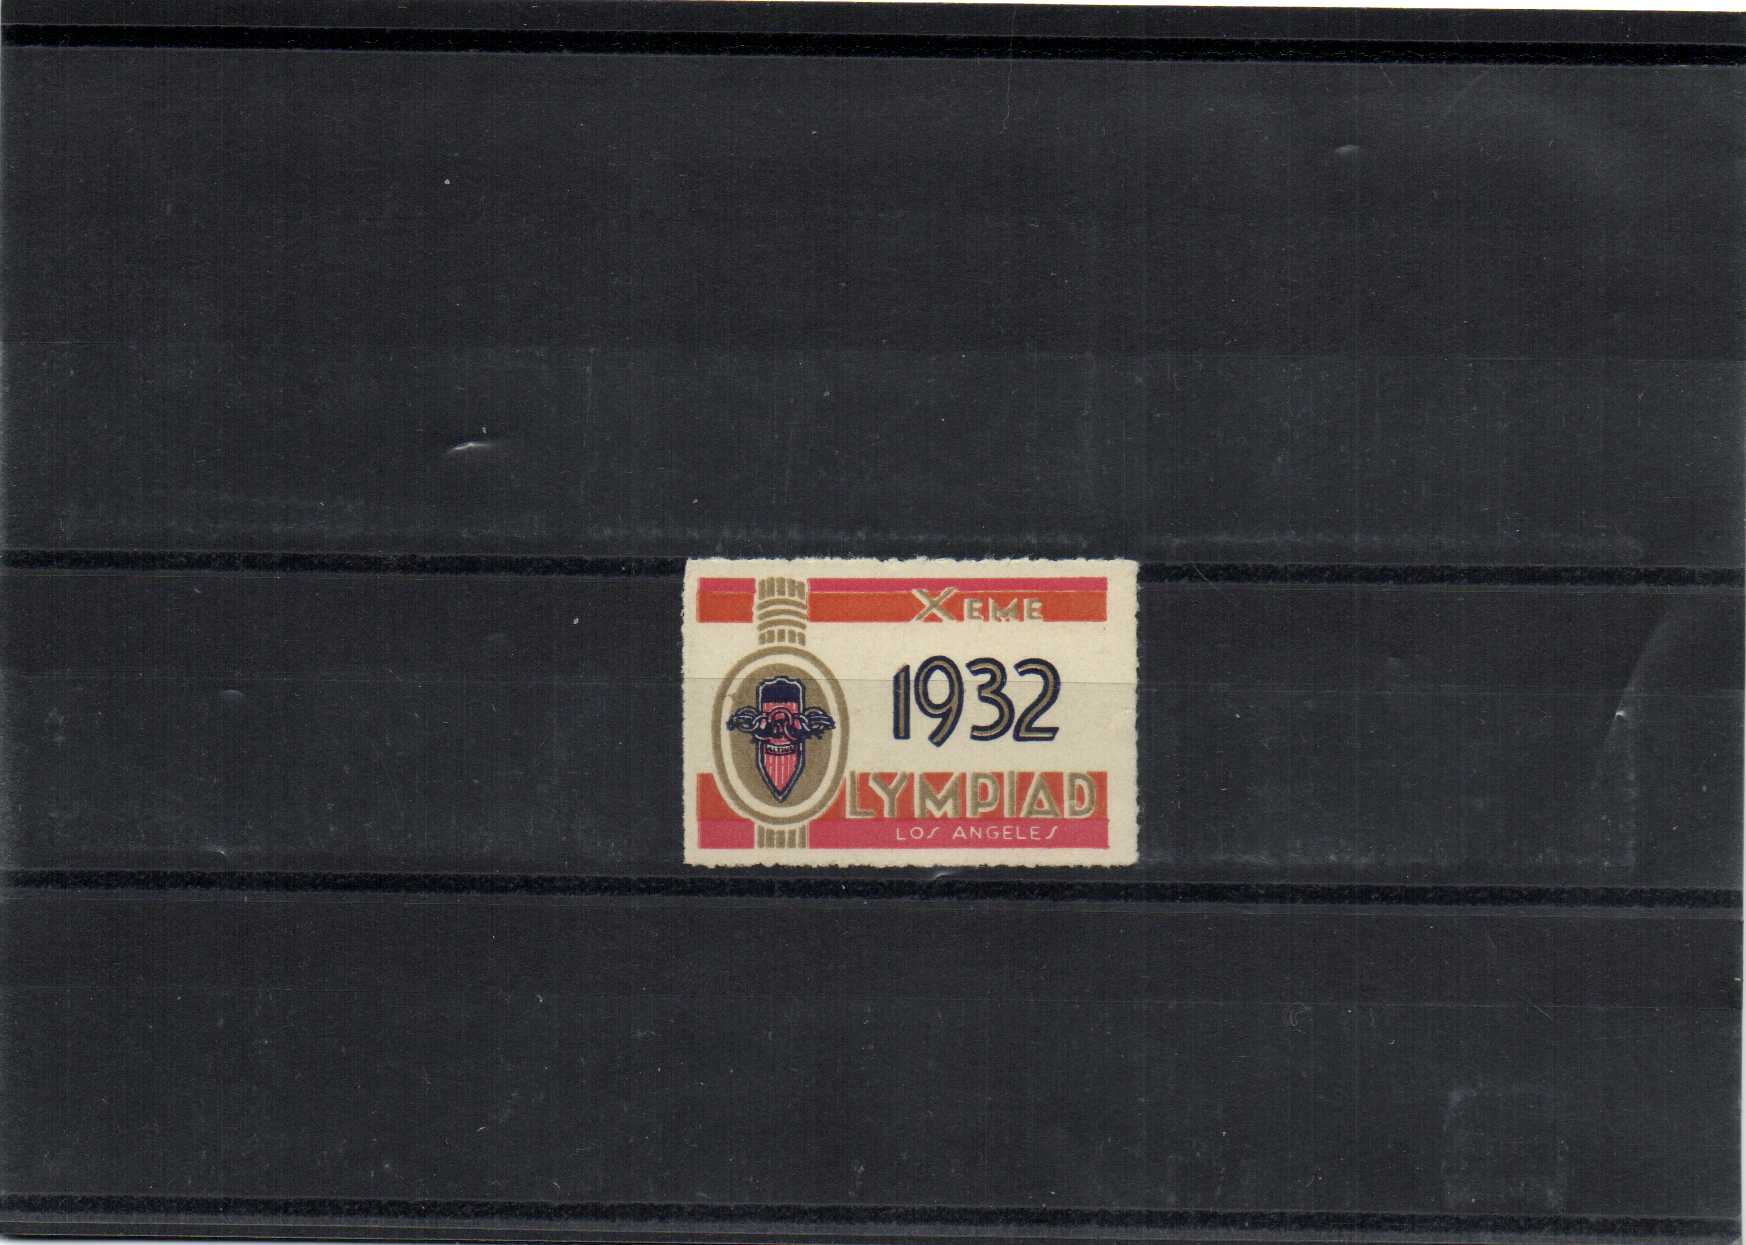 XEME
1932
OLYMPIAD
LOS ANGELES